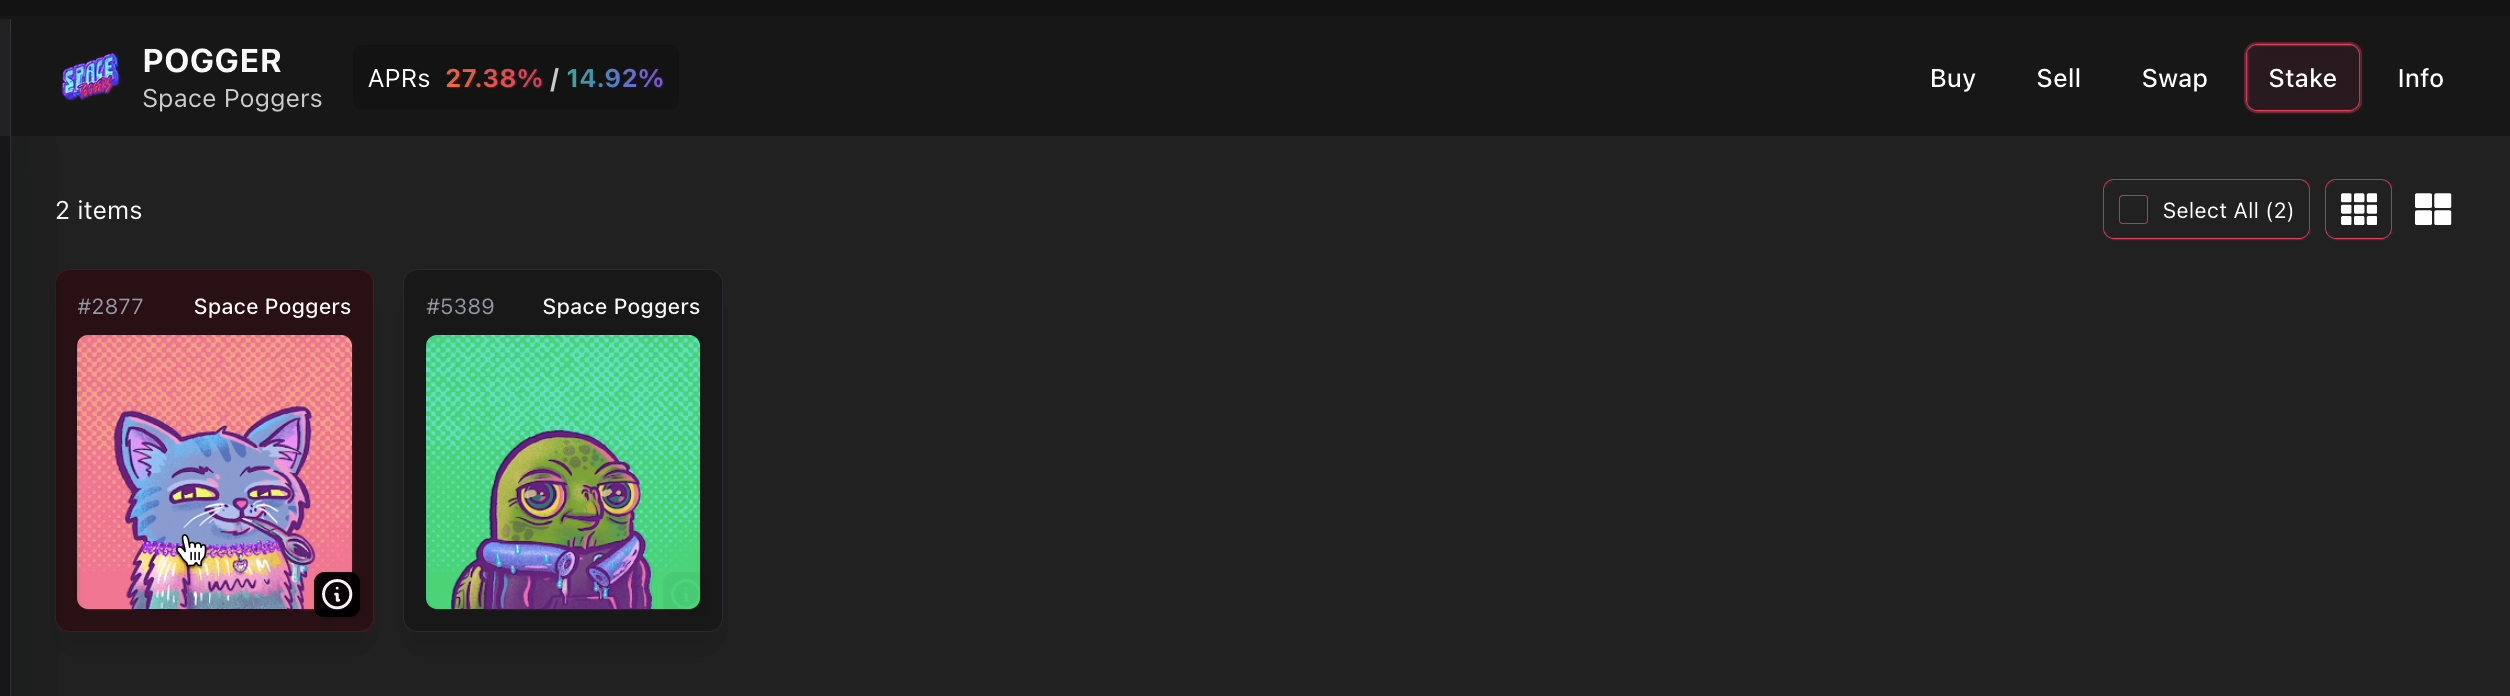 SPACE
POGGER
Space Poggers
APRs 27.38% / 14.92%
Buy Sell Swap Stake Info
2 items
Select All (2)
#2877 Space Poggers
#5389 Space Poggers